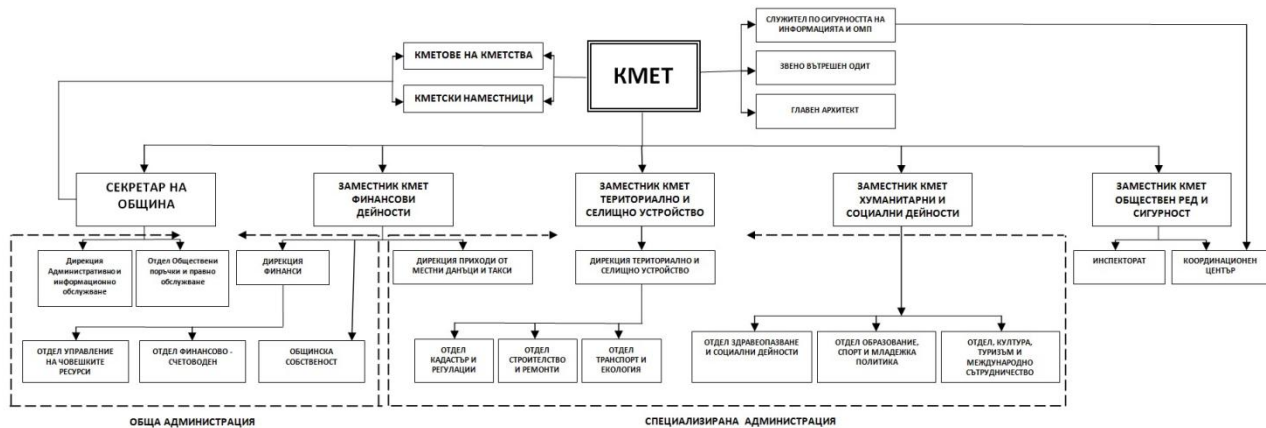 СЛУЖИТЕЛ ПО СИГУРНОСТТА НА
ИНФОРМАЦИЯТА И ОМП
КМЕТОВЕ НА КМЕТСТВА
КМЕТ
ЗВЕНО ВЪТРЕШЕН ОДИТ
КМЕТСКИ НАМЕСТНИЦИ
ГЛАВЕН АРХИТЕКТ
СЕКРЕТАР НА
ОБЩИНА
ЗАМЕСТНИК КМЕТ
ФИНАНСОВИ
ДЕЙНОСТИ
ЗАМЕСТНИК КМЕТ
ТЕРИТОРИАЛНО И
СЕЛИЩНО УСТРОЙСТВО
ЗАМЕСТНИК КМЕТ
ХУМАНИТАРНИ И
СОЦИАЛНИ ДЕЙНОСТИ
ЗАМЕСТНИК КМЕТ
ОБЩЕСТВЕН РЕД И
СИГУРНОСТ
Дирекция
Административно и
информационно
обслужване
Отдел Обществени
поръчки и правно
обслужване
ДИРЕКЦИЯ
ФИНАНСИ
ДИРЕКЦИЯ ПРИХОДИ ОТ
МЕСТНИ ДАНЪЦИ И ТАКСИ
ДИРЕКЦИЯ ТЕРИТОРИАЛНО И
СЕЛИЩНО УСТРОЙСТВО
ИНСПЕКТОРАТ
КООРДИНАЦИОНЕН
ЦЕНТЪР
ОТДЕЛ УПРАВЛЕНИЕ
НА ЧОВЕШКИТЕ
РЕСУРСИ
ОТДЕЛ ФИНАНСОВО -
СЧЕТОВОДЕН
ОБЩИНСКА
СОБСТВЕНОСТ
ОТДЕЛ
КАДАСТЪР И
РЕГУЛАЦИИ
ОТДЕЛ
СТРОИТЕЛСТВО
И РЕМОНТИ
ОТДЕЛ
ТРАНСПОРТ И
ЕКОЛОГИЯ
ОТДЕЛ ЗДРАВЕОПАЗВАНЕ
И СОЦИАЛНИ ДЕЙНОСТИ
ОТДЕЛ ОБРАЗОВАНИЕ,
СПОРТ И МЛАДЕЖКА
ПОЛИТИКА
ОТДЕЛ, КУЛТУРА,
ТУРИЗЪМ И
МЕЖДУНАРОДНО
СЪТРУДНИЧЕСТВО
ОБЩА АДМИНИСТРАЦИЯ
СПЕЦИАЛИЗИРАНА АДМИНИСТРАЦИЯ